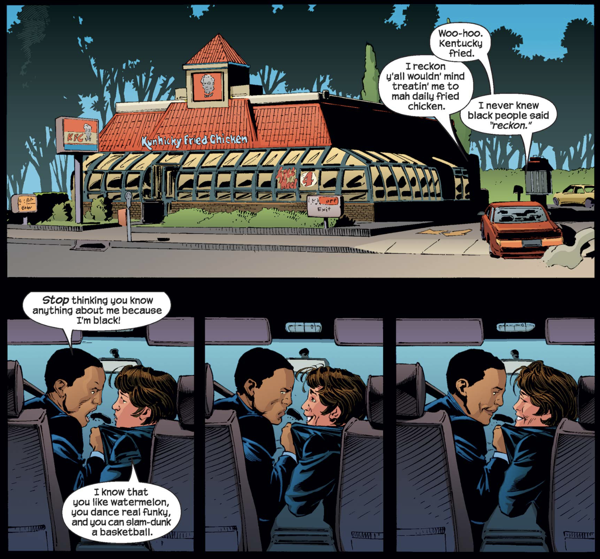 Woo-hoo.
Kentucky
fried.
I reckon
y'all wouldn' mind
treatin' me to
mah daily fried
chicken.
I never knew
black people said
"reckon."
KFC
Kunhicky Fried Chicken
Exit
Stop thinking you know
anything about me because
I'm black!
I know that
you like watermelon,
you dance real funky,
and you can slam-dunk
a basketball.